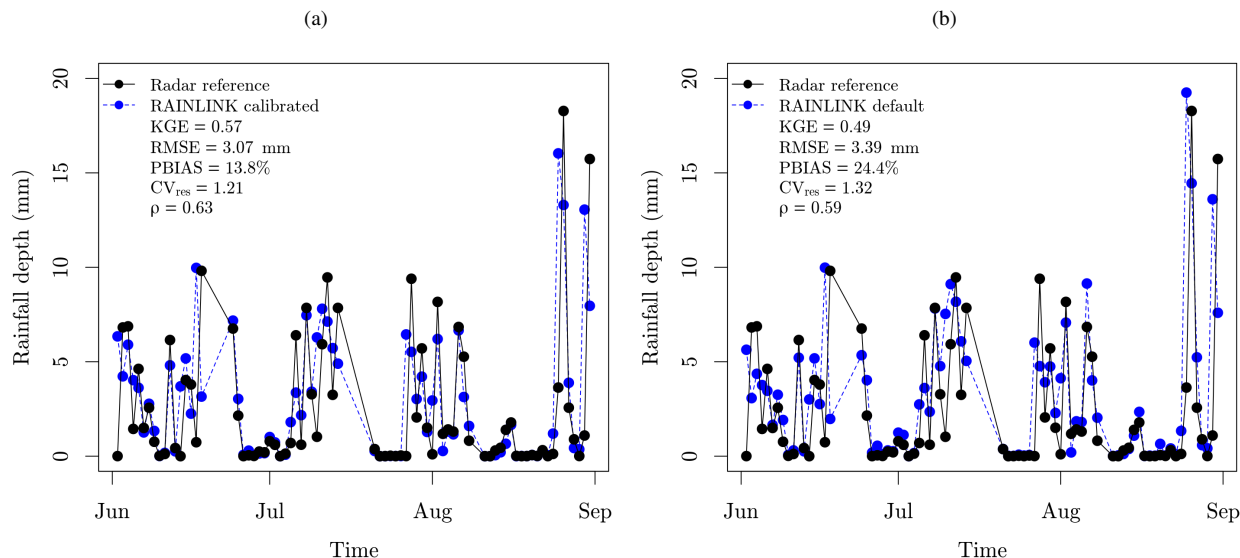 (a)
Rainfall depth (mm)
20
15
10
5
0
Radar reference
RAINLINK calibrated
KGE = 0.57
RMSE = 3.07 mm
PBIAS = 13.8%
CVres = 1.21
ρ = 0.63
Jun
Jul
Aug
Sep
Time
(b)
Rainfall depth (mm)
20
15
10
5
0
Radar reference
RAINLINK default
KGE = 0.49
RMSE = 3.39 mm
PBIAS = 24.4%
CVres = 1.32
ρ = 0.59
Jun
Jul
Aug
Sep
Time